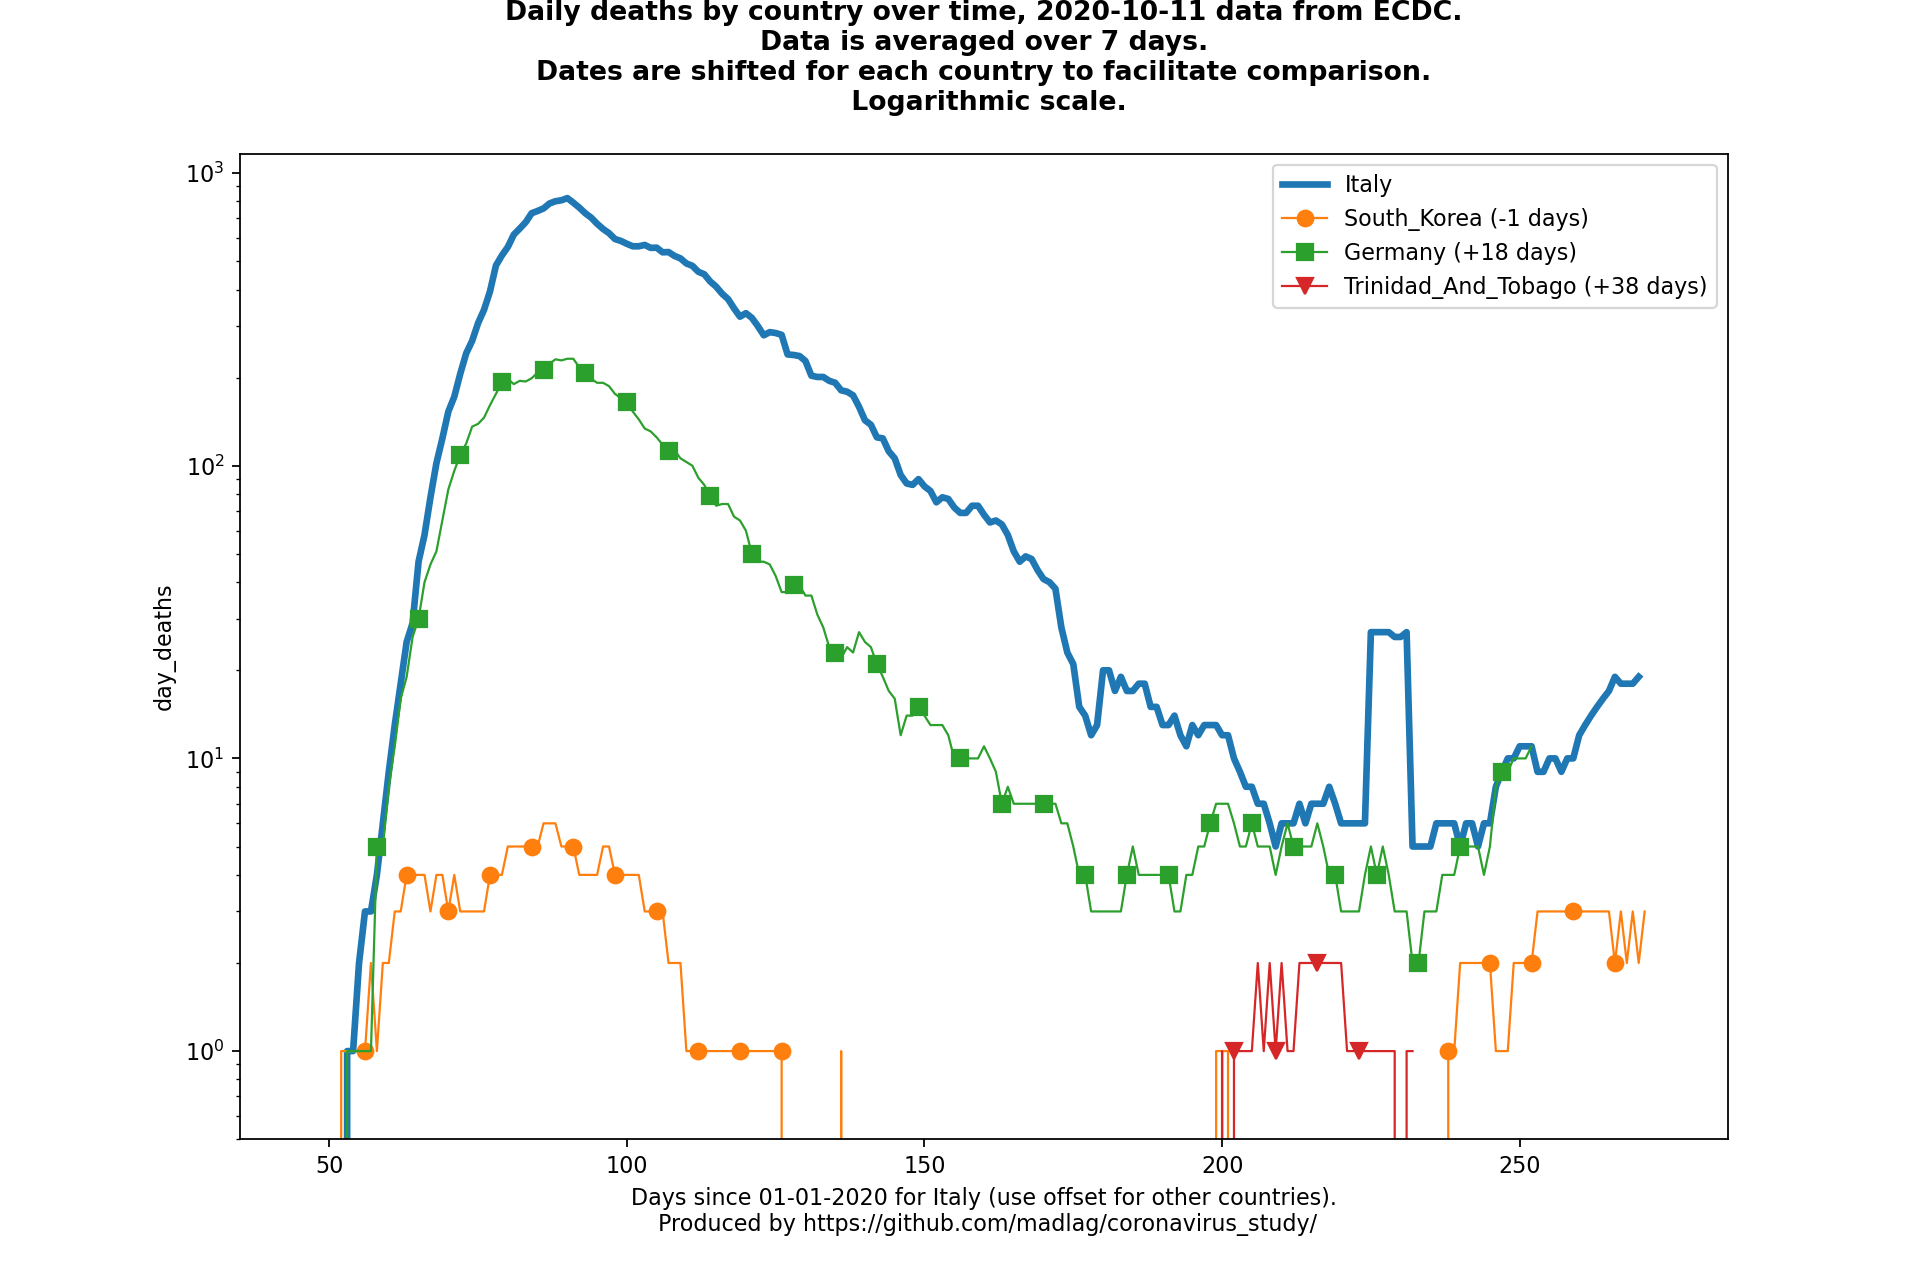 Daily deaths by country over time, 2020-10-11 data from ECDC.
Data is averaged over 7 days.
Dates are shifted for each country to facilitate comparison.
Logarithmic scale.
10³
10²
10¹
10⁰
day_deaths
Italy
South_Korea (-1 days)
Germany (+18 days)
Trinidad_And_Tobago (+38 days)
50 100 150 200 250
Days since 01-01-2020 for Italy (use offset for other countries).
Produced by https://github.com/madlag/coronavirus_study/